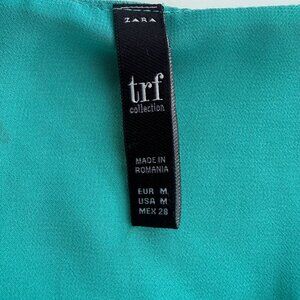 ZARA
trf
collection
MADE IN
ROMANIA
EUR M
USA M
MEX 28